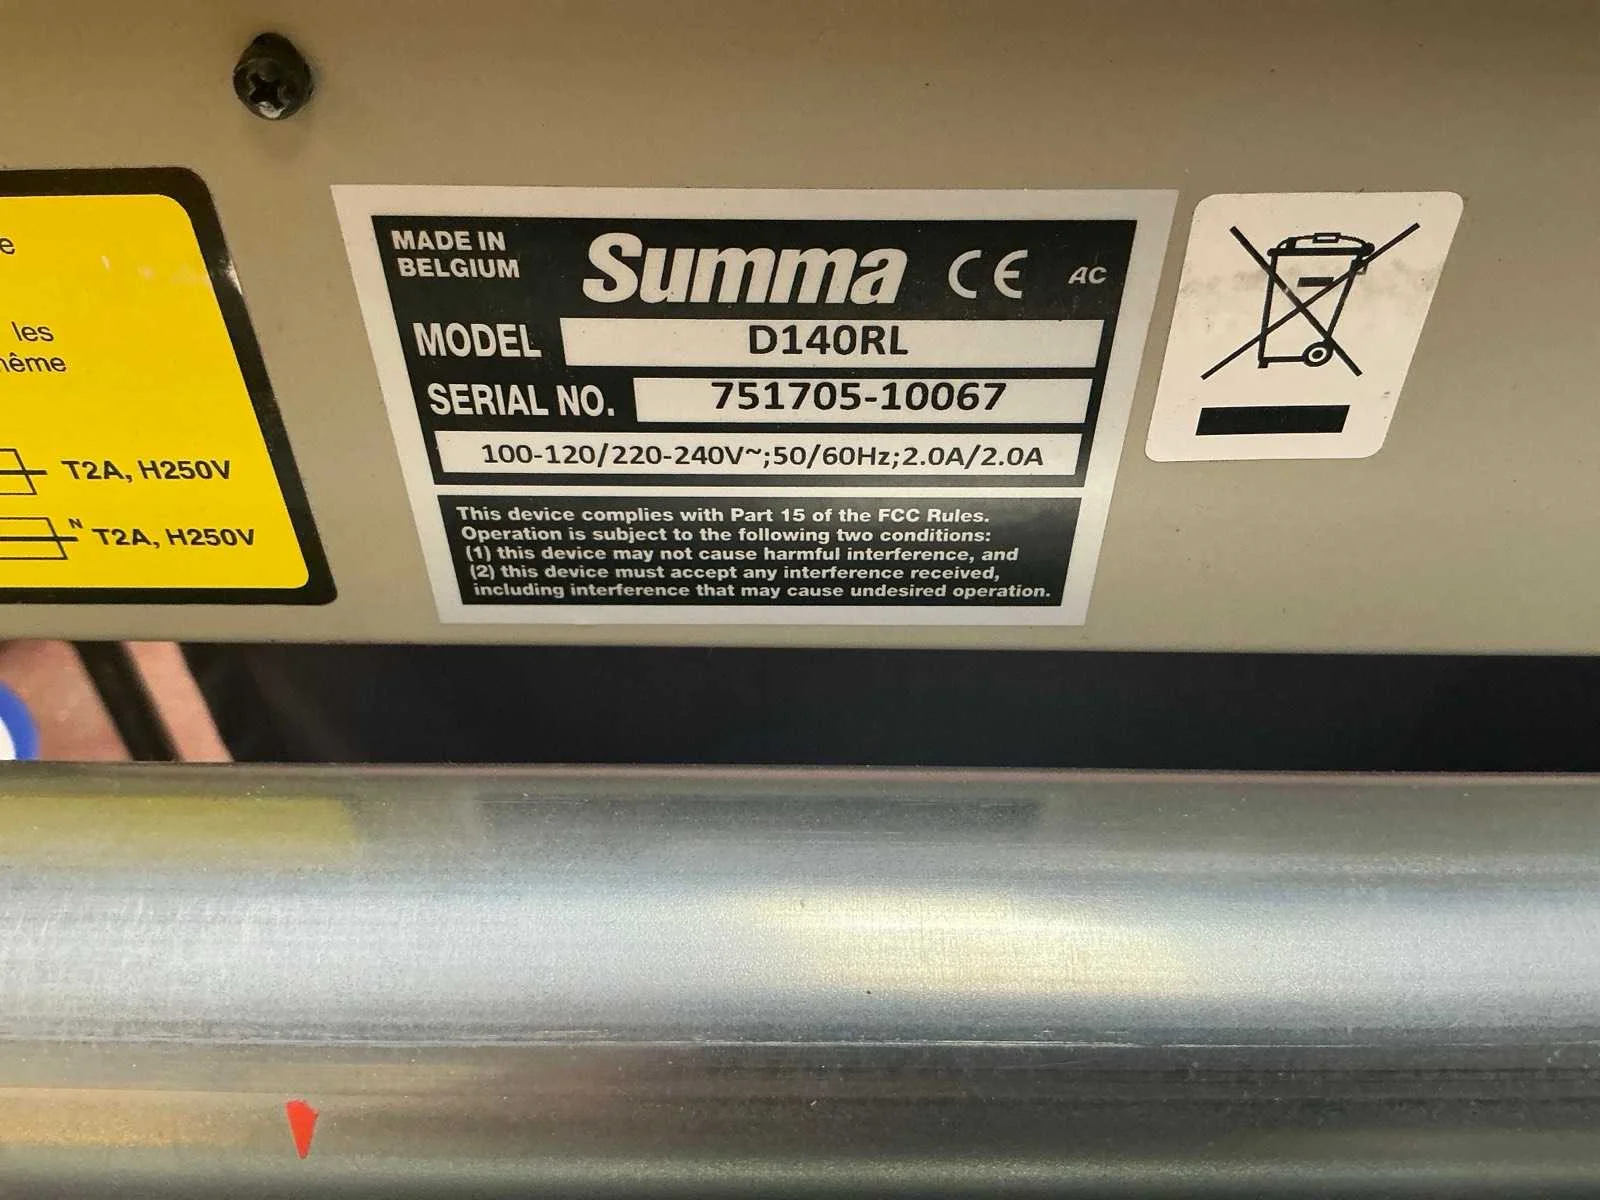 e
les
même
T2A, H250V
N T2A, H250V
MADE IN
BELGIUM
Summa CE AC
MODEL D140RL
SERIAL NO. 751705-10067
100-120/220-240V~;50/60Hz;2.0A/2.0A
This device complies with Part 15 of the FCC Rules.
Operation is subject to the following two conditions:
(1) this device may not cause harmful interference, and
(2) this device must accept any interference received,
including interference that may cause undesired operation.